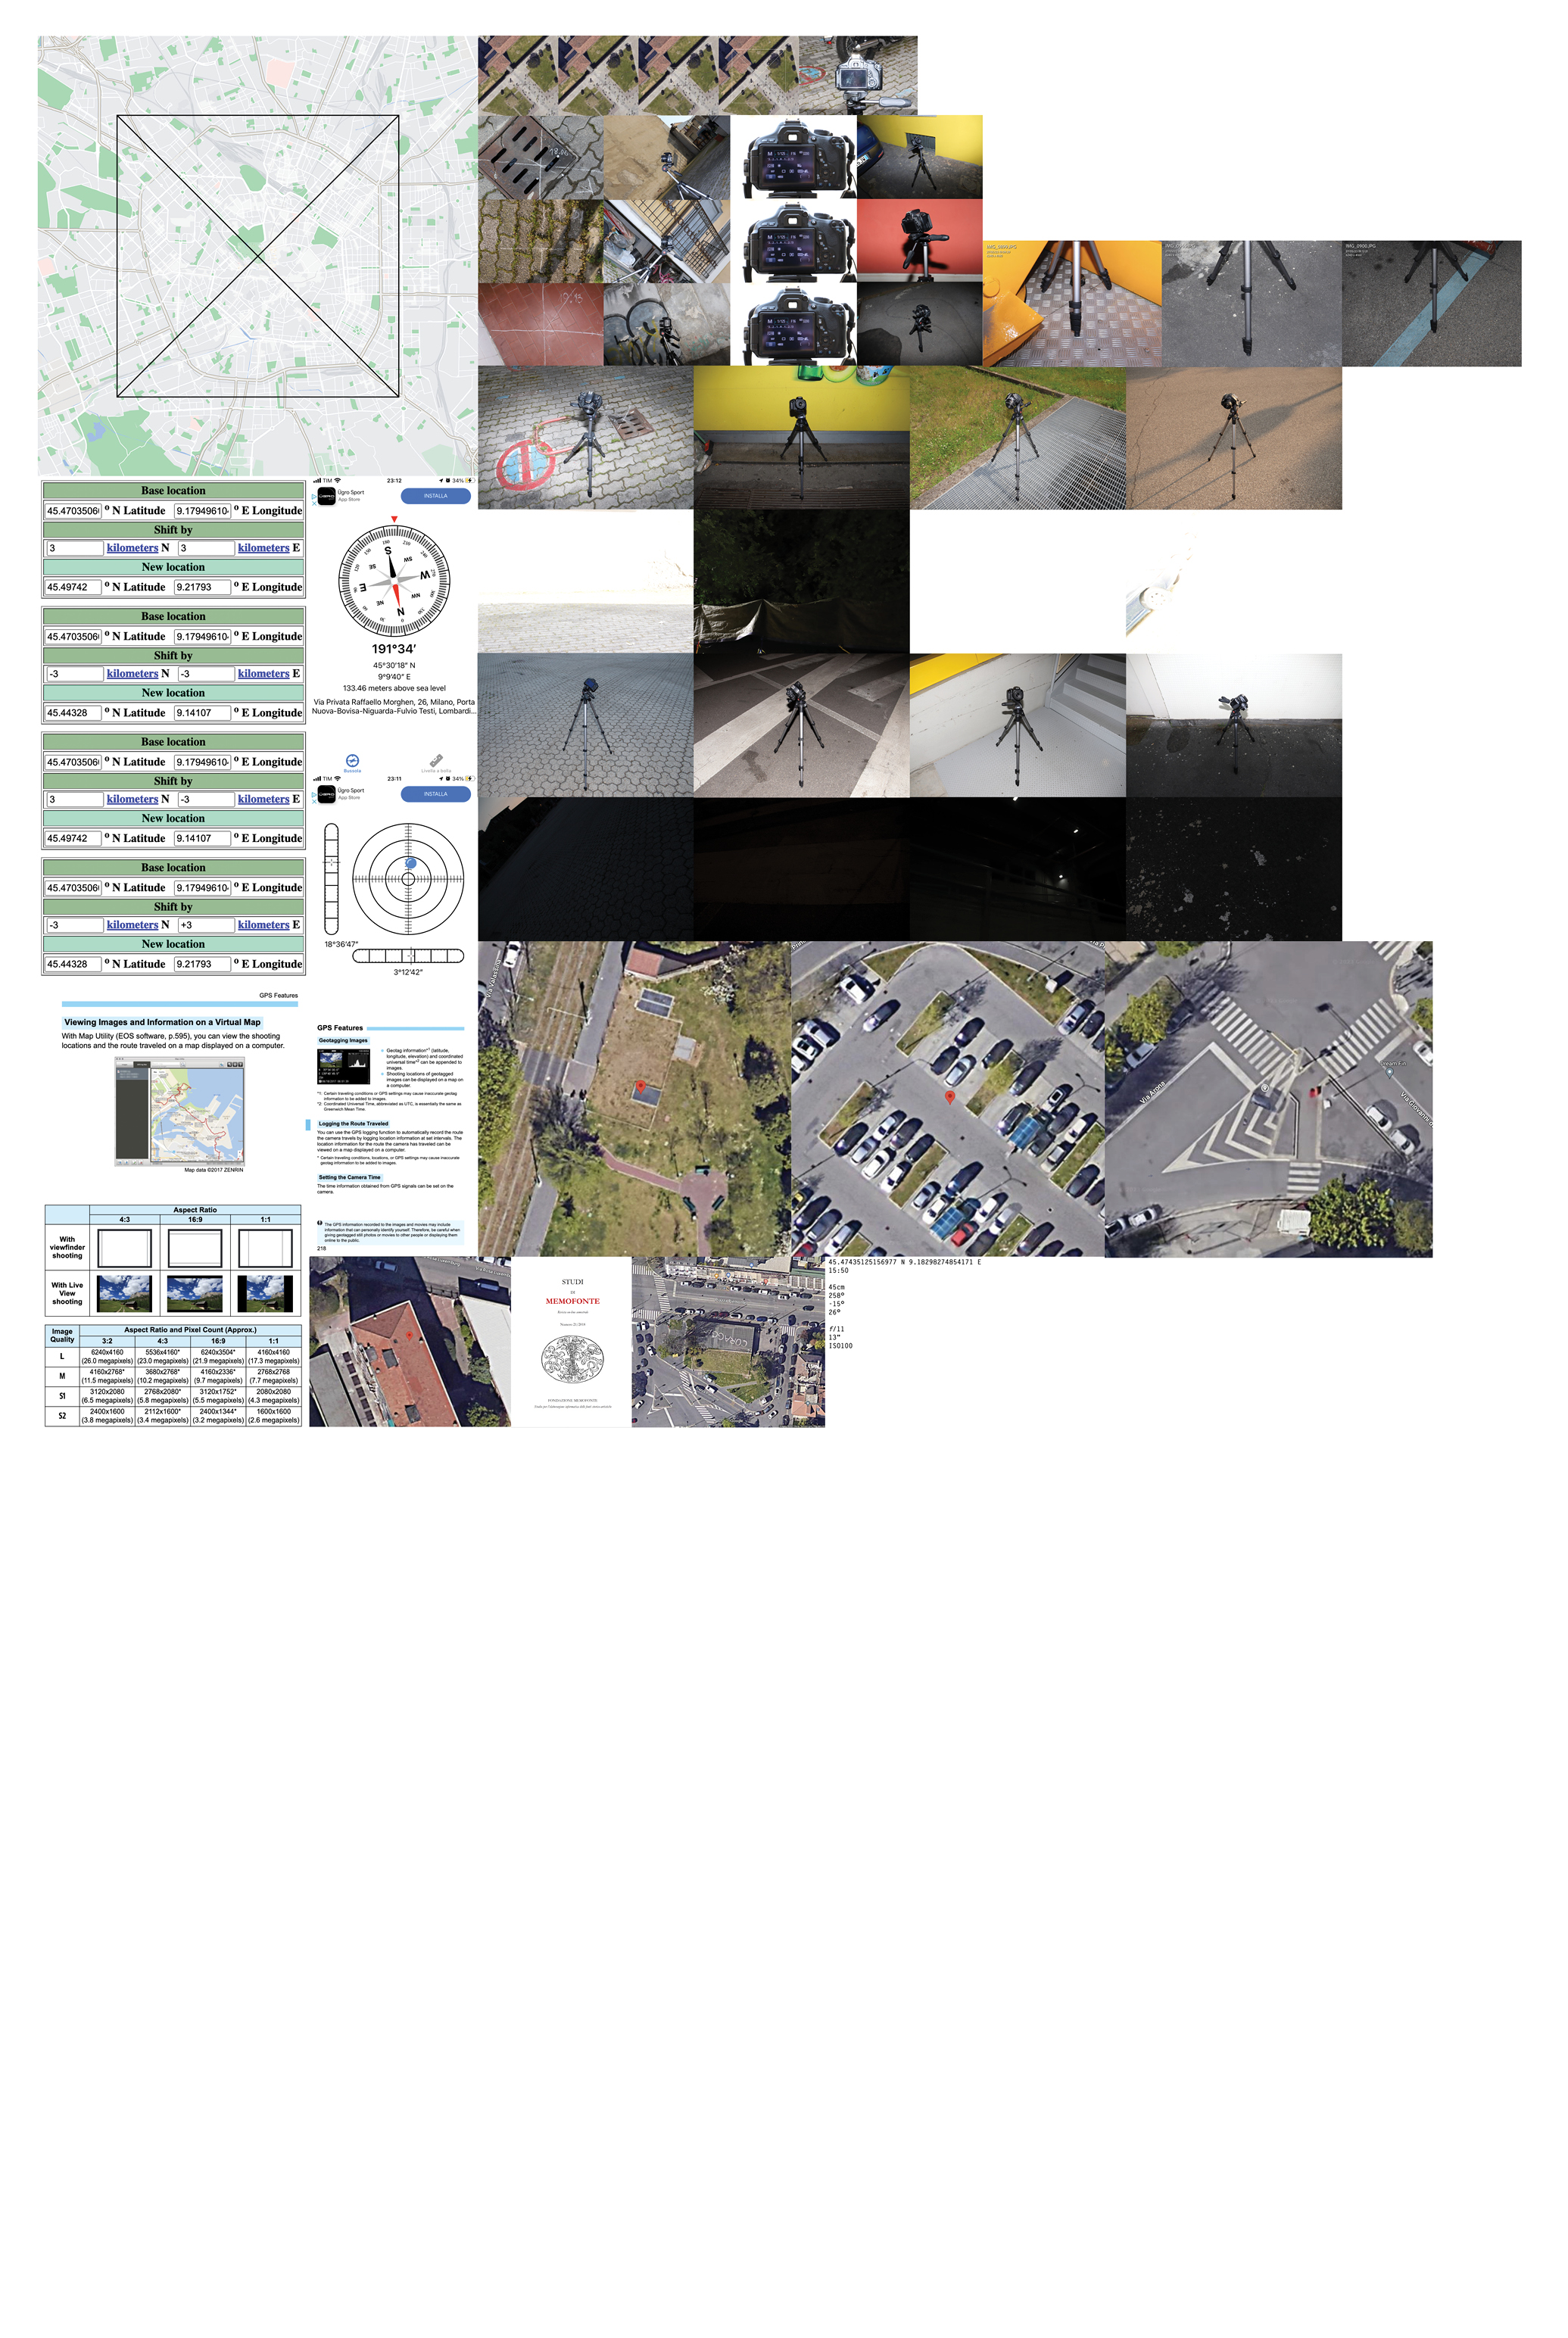 Base location
45.4703506 º N Latitude 9.17949610 º E Longitude
Shift by
3 kilometers N 3 kilometers E
New location
45.49742 º N Latitude 9.21793 º E Longitude
Base location
45.4703506 º N Latitude 9.17949610 º E Longitude
Shift by
-3 kilometers N -3 kilometers E
New location
45.44328 º N Latitude 9.14107 º E Longitude
Base location
45.4703506 º N Latitude 9.17949610 º E Longitude
Shift by
3 kilometers N -3 kilometers E
New location
45.49742 º N Latitude 9.14107 º E Longitude
Base location
45.4703506 º N Latitude 9.17949610 º E Longitude
Shift by
-3 kilometers N +3 kilometers E
New location
45.44328 º N Latitude 9.21793 º E Longitude
TIM 23:12 34%
Ugro Sport
App Store
INSTALLA
S
SW
W
NW
N
NE
E
SE
191°34'
45°30'18" N
9°9'40" E
133.46 meters above sea level
Via Privata Raffaello Morghen, 26, Milano, Porta
Nuova-Bovisa-Niguarda-Fulvio Testi, Lombardi...
Bussola
Livella a bolla
TIM 23:11 34%
Ugro Sport
App Store
INSTALLA
18°36'47"
3°12'42"
GPS Features
Viewing Images and Information on a Virtual Map
With Map Utility (EOS software, p.595), you can view the shooting
locations and the route traveled on a map displayed on a computer.
Map data ©2017 ZENRIN
GPS Features
Geotagging Images
Geotag information*1 (latitude,
longitude, elevation) and coordinated
universal time*2 can be appended to
images.
Shooting locations of geotagged
images can be displayed on a map on
a computer.
*1: Certain traveling conditions or GPS settings may cause inaccurate geotag
information to be added to images.
*2: Coordinated Universal Time, abbreviated as UTC, is essentially the same as
Greenwich Mean Time.
Logging the Route Traveled
You can use the GPS logging function to automatically record the route
the camera travels by logging location information at set intervals. The
location information for the route the camera has traveled can be
viewed on a map displayed on a computer.
* Certain traveling conditions, locations, or GPS settings may cause inaccurate
geotag information to be added to images.
Setting the Camera Time
The time information obtained from GPS signals can be set on the
camera.
The GPS information recorded to the images and movies may include
information that can personally identify yourself. Therefore, be careful when
giving geotagged still photos or movies to other people or displaying them
online to the public.
218
Aspect Ratio
4:3 16:9 1:1
With
viewfinder
shooting
With Live
View
shooting
Image
Quality
Aspect Ratio and Pixel Count (Approx.)
3:2 4:3 16:9 1:1
L 6240x4160 5536x4160* 6240x3504* 4160x4160
(26.0 megapixels) (23.0 megapixels) (21.9 megapixels) (17.3 megapixels)
M 4160x2768* 3680x2768* 4160x2336* 2768x2768
(11.5 megapixels) (10.2 megapixels) (9.7 megapixels) (7.7 megapixels)
S1 3120x2080 2768x2080* 3120x1752* 2080x2080
(6.5 megapixels) (5.8 megapixels) (5.5 megapixels) (4.3 megapixels)
S2 2400x1600 2112x1600* 2400x1344* 1600x1600
(3.8 megapixels) (3.4 megapixels) (3.2 megapixels) (2.6 megapixels)
IMG_0900.JPG
Via Arona
STUDI
di
MEMOFONTE
FONDAZIONE MEMOFONTE
45.47435125156977 N 9.18298274854171 E
15:50
45cm
258º
-15º
26º
f/11
13"
ISO100